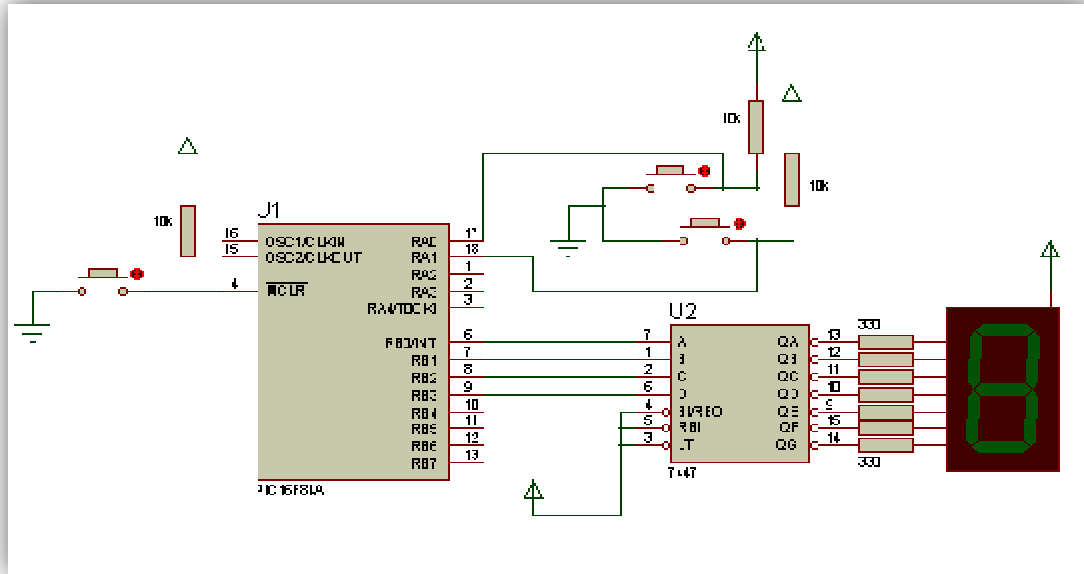 10k
10k
10k
U1
16
OSC1/CLKIN
RA0
17
15
OSC2/CLKOUT
RA1
18
RA2
1
4
MCLR
RA3
2
RA4/T0CKI
3
RB0/INT
6
RB1
7
RB2
8
RB3
9
RB4
10
RB5
11
RB6
12
RB7
13
PIC16F84A
U2
7
A
QA
13
1
B
QB
12
2
C
QC
11
6
D
QD
10
4
BI/RBO
QE
9
5
RBI
QF
15
3
LT
QG
14
7447
330
330